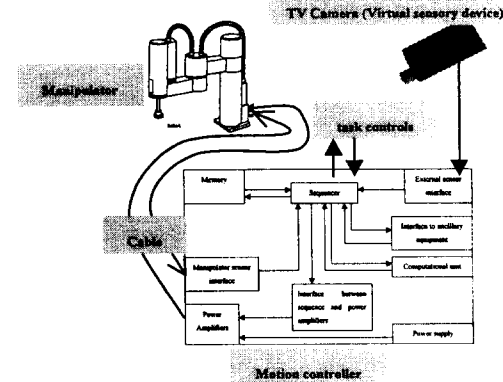 TV Camera (Virtual sensory device)
Manipulator
task controls
Memory
Sequencer
External sensor
interface
Cable
Interface to ancillary
equipment
Manipulator sensor
interface
Computational unit
Interface between
sequence and power
amplifiers
Power
Amplifiers
Power supply
Motion controller